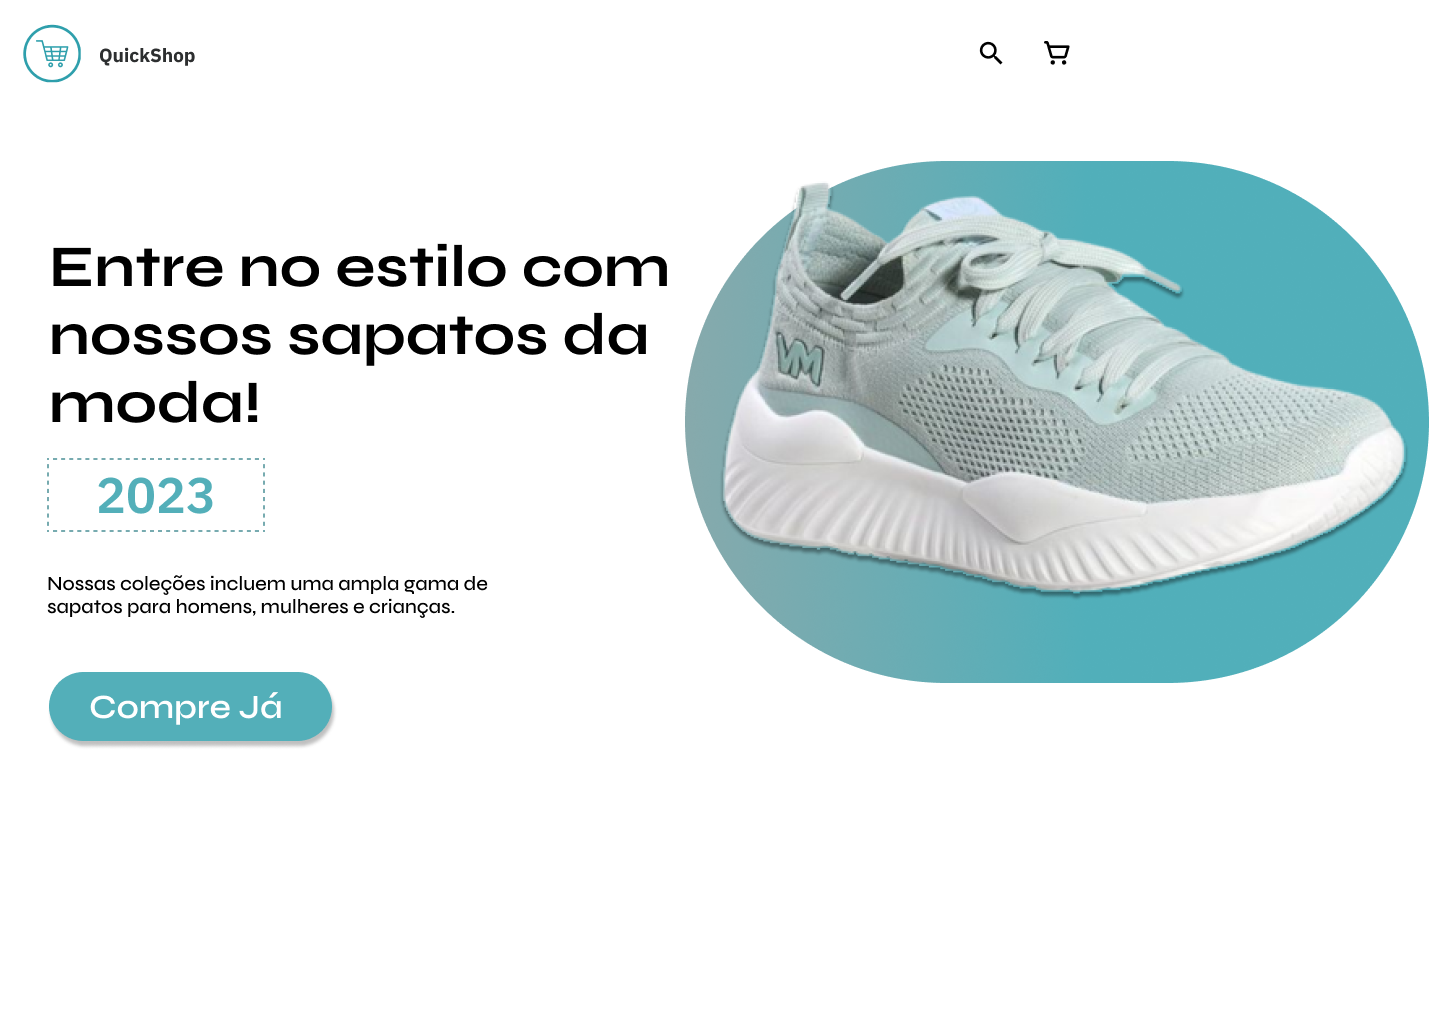 QuickShop
Entre no estilo com
nossos sapatos da
moda!
VM
2023
Nossas coleções incluem uma ampla gama de
sapatos para homens, mulheres e crianças.
Compre Já